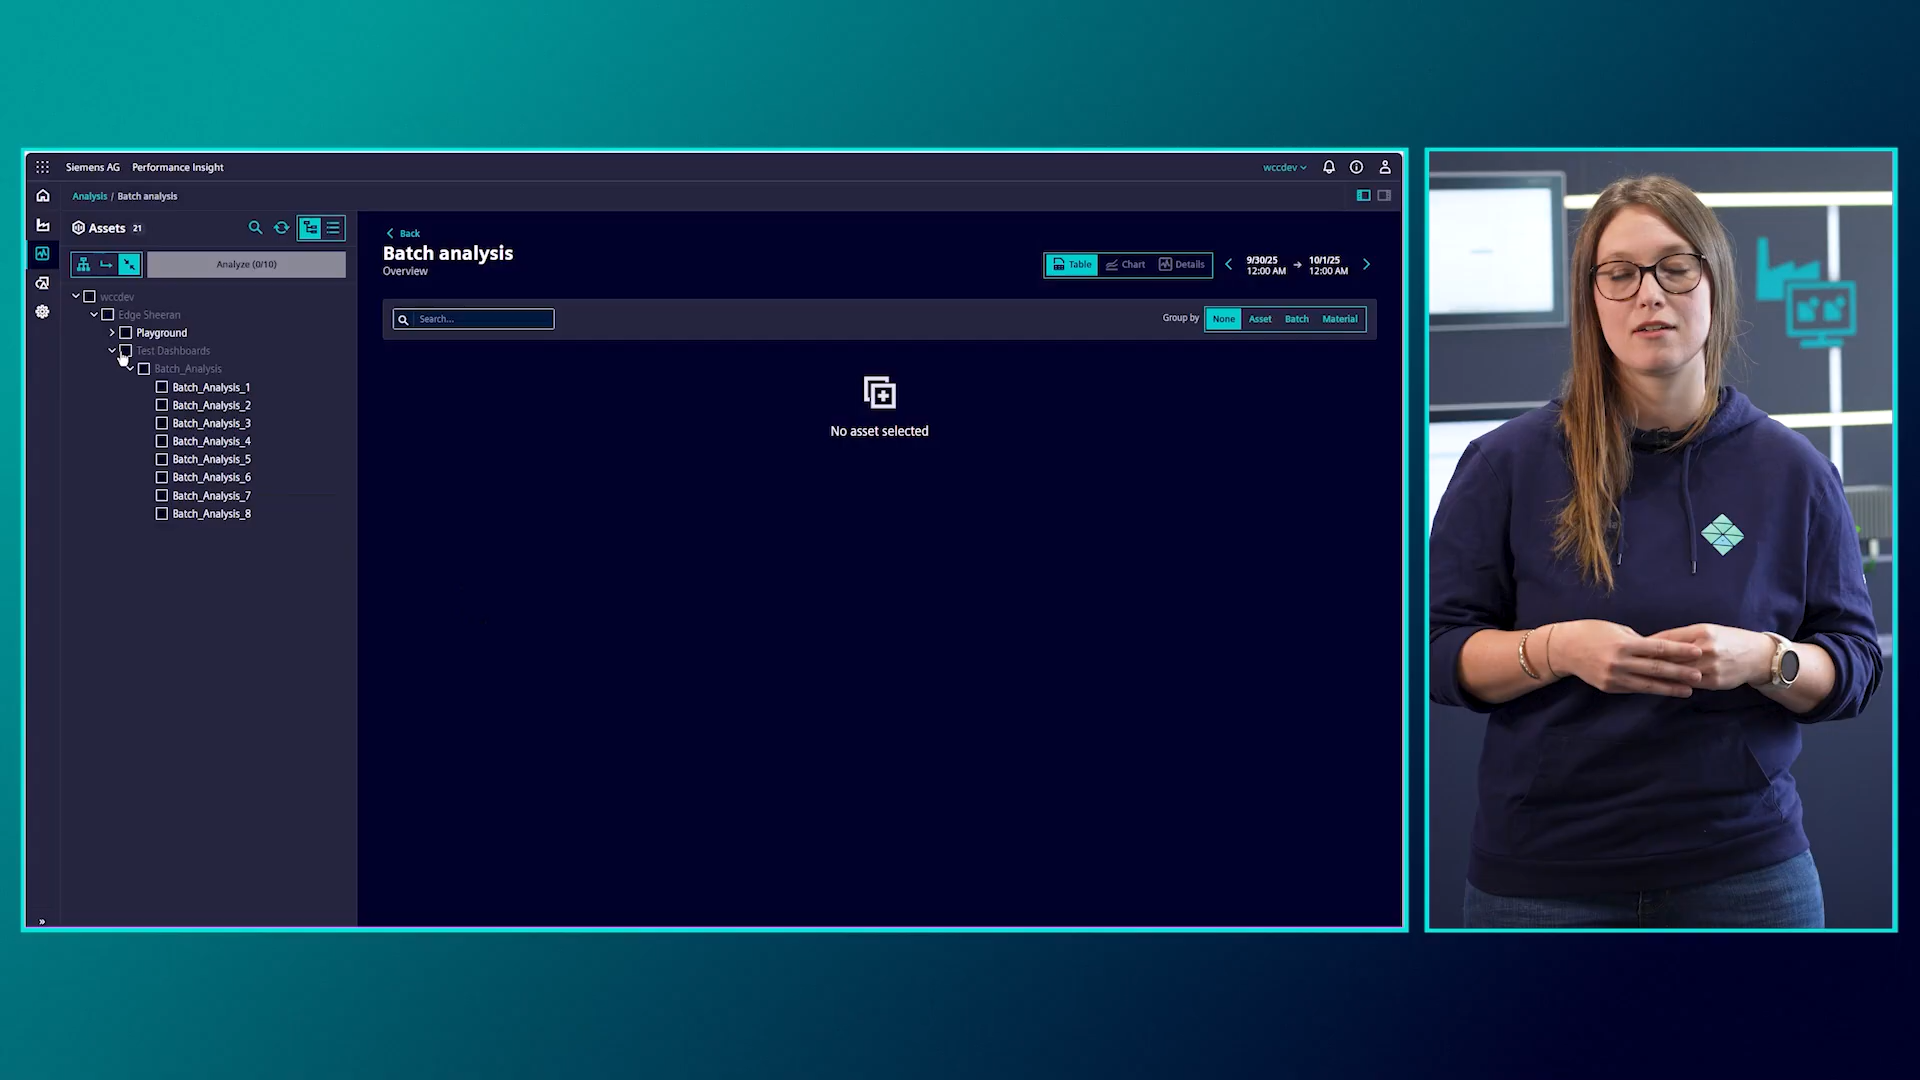 Siemens AG Performance Insight
wccdev
Analysis / Batch analysis
Assets 21
Analyze (0/10)
wccdev
Edge Sheeran
Playground
Test Dashboards
Batch_Analysis
Batch_Analysis_1
Batch_Analysis_2
Batch_Analysis_3
Batch_Analysis_4
Batch_Analysis_5
Batch_Analysis_6
Batch_Analysis_7
Batch_Analysis_8
Back
Batch analysis
Overview
Table Chart Details
9/30/25 → 10/1/25
12:00 AM 12:00 AM
Search...
Group by None Asset Batch Material
No asset selected